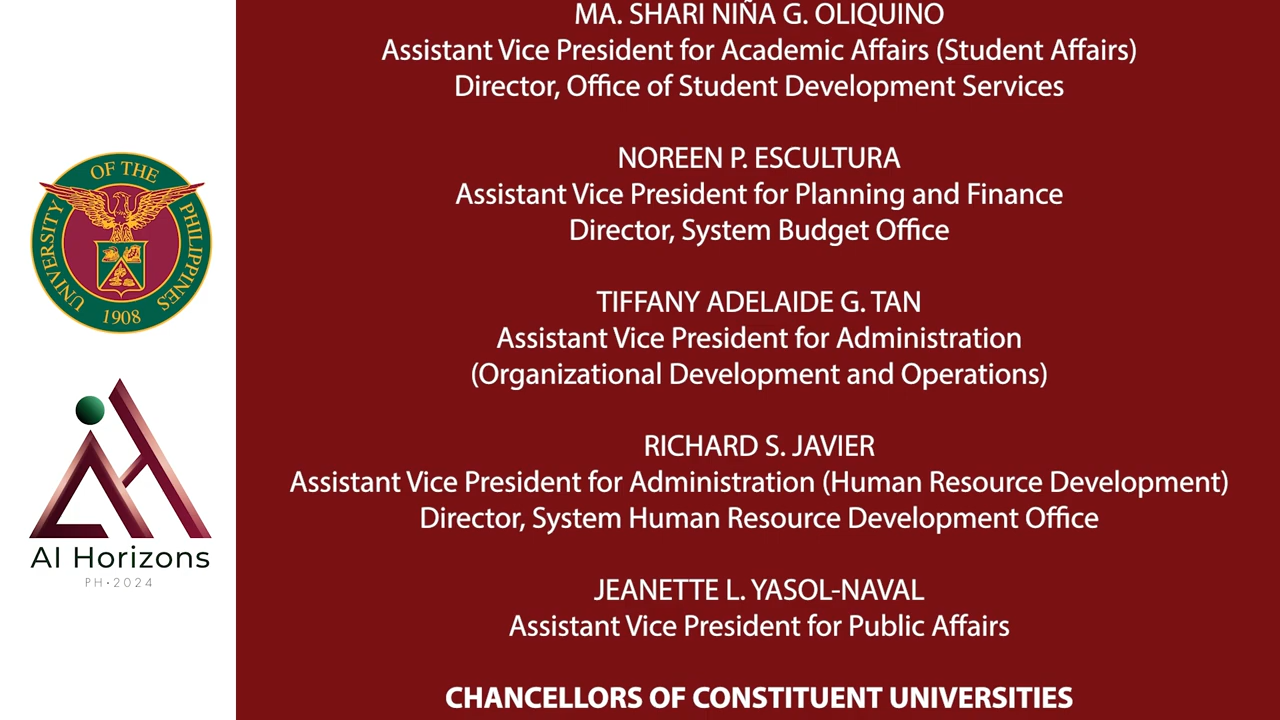 UNIVERSITY OF THE PHILIPPINES
1908
AI Horizons
PH•2024
MA. SHARI NIÑA G. OLIQUINO
Assistant Vice President for Academic Affairs (Student Affairs)
Director, Office of Student Development Services
NOREEN P. ESCULTURA
Assistant Vice President for Planning and Finance
Director, System Budget Office
TIFFANY ADELAIDE G. TAN
Assistant Vice President for Administration
(Organizational Development and Operations)
RICHARD S. JAVIER
Assistant Vice President for Administration (Human Resource Development)
Director, System Human Resource Development Office
JEANETTE L. YASOL-NAVAL
Assistant Vice President for Public Affairs
CHANCELLORS OF CONSTITUENT UNIVERSITIES